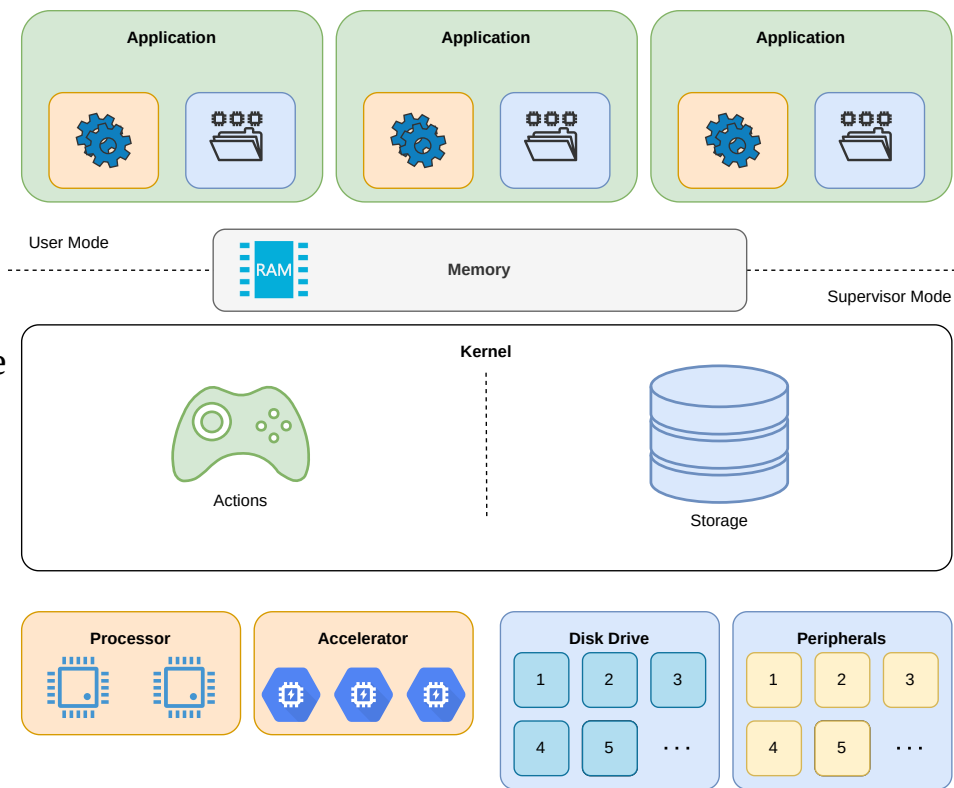 Application
Application
Application
User Mode
RAM
Memory
Supervisor Mode
e
Kernel
Actions
Storage
Processor
Accelerator
Disk Drive
1
2
3
4
5
...
Peripherals
1
2
3
4
5
...